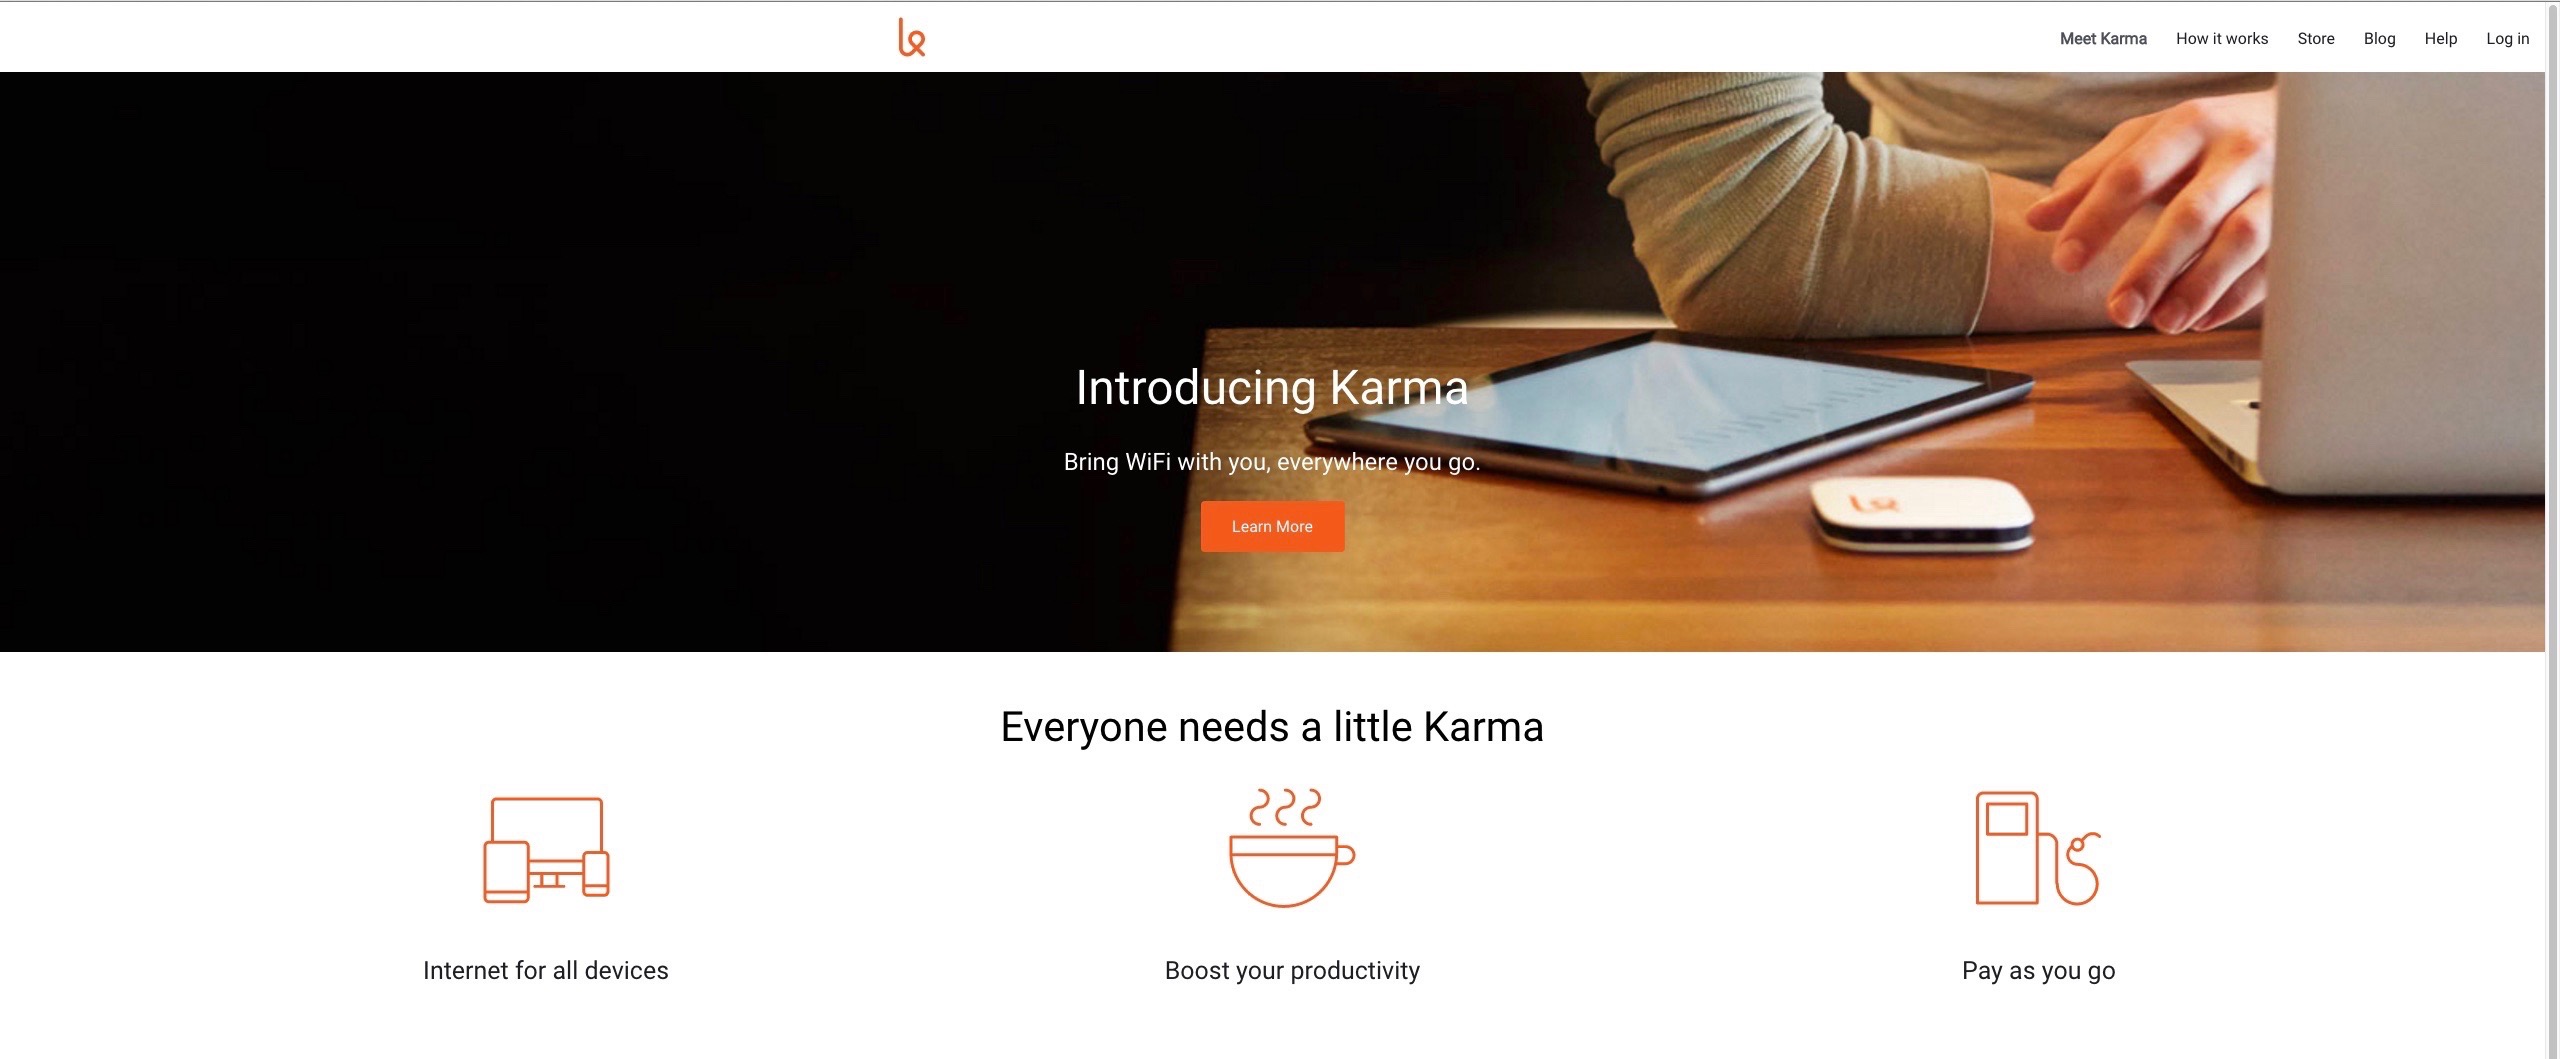 Meet Karma How it works Store Blog Help Log in
Introducing Karma
Bring WiFi with you, everywhere you go.
Learn More
Everyone needs a little Karma
Internet for all devices Boost your productivity Pay as you go